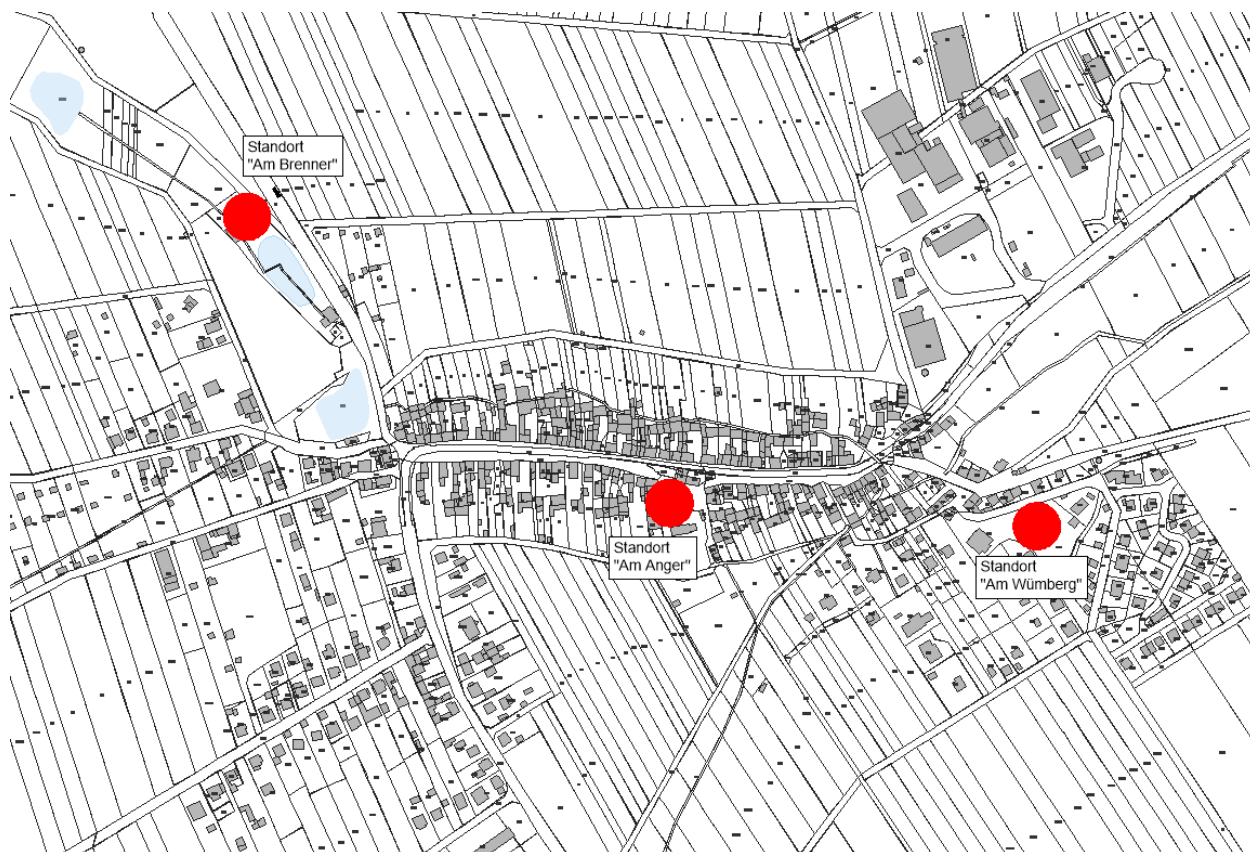 Standort
"Am Brenner"
Standort
"Am Anger"
Standort
"Am Wümberg"